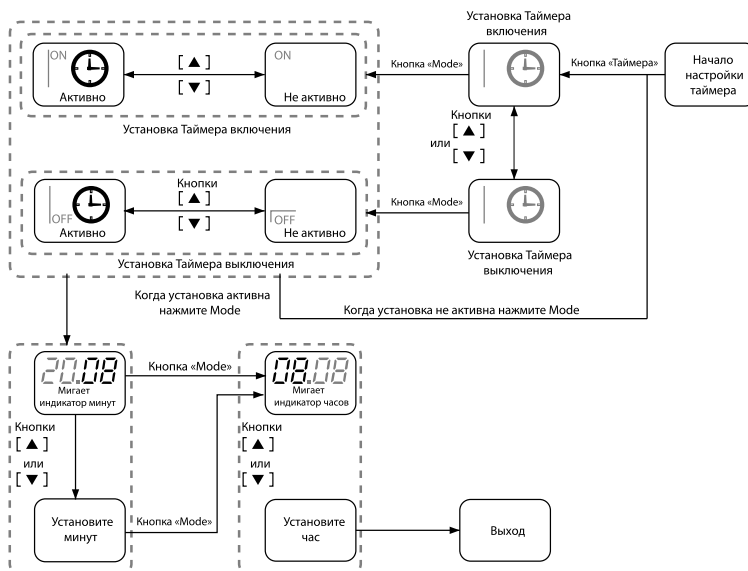 Установка Таймера
включения
ON
Активно
[ ▲ ]
[ ▼ ]
ON
Не активно
Кнопка «Mode»
Кнопка «Таймера»
Начало
настройки
таймера
Установка Таймера включения
Кнопки
[ ▲ ]
или
[ ▼ ]
OFF
Активно
Кнопки
[ ▲ ]
[ ▼ ]
OFF
Не активно
Кнопка «Mode»
Установка Таймера
выключения
Установка Таймера выключения
Когда установка активна
нажмите Mode
Когда установка не активна нажмите Mode
20.08
Мигает
индикатор минут
Кнопка «Mode»
08.08
Мигает
индикатор часов
Кнопки
[ ▲ ]
или
[ ▼ ]
Кнопки
[ ▲ ]
или
[ ▼ ]
Установите
минут
Кнопка «Mode»
Установите
час
Выход